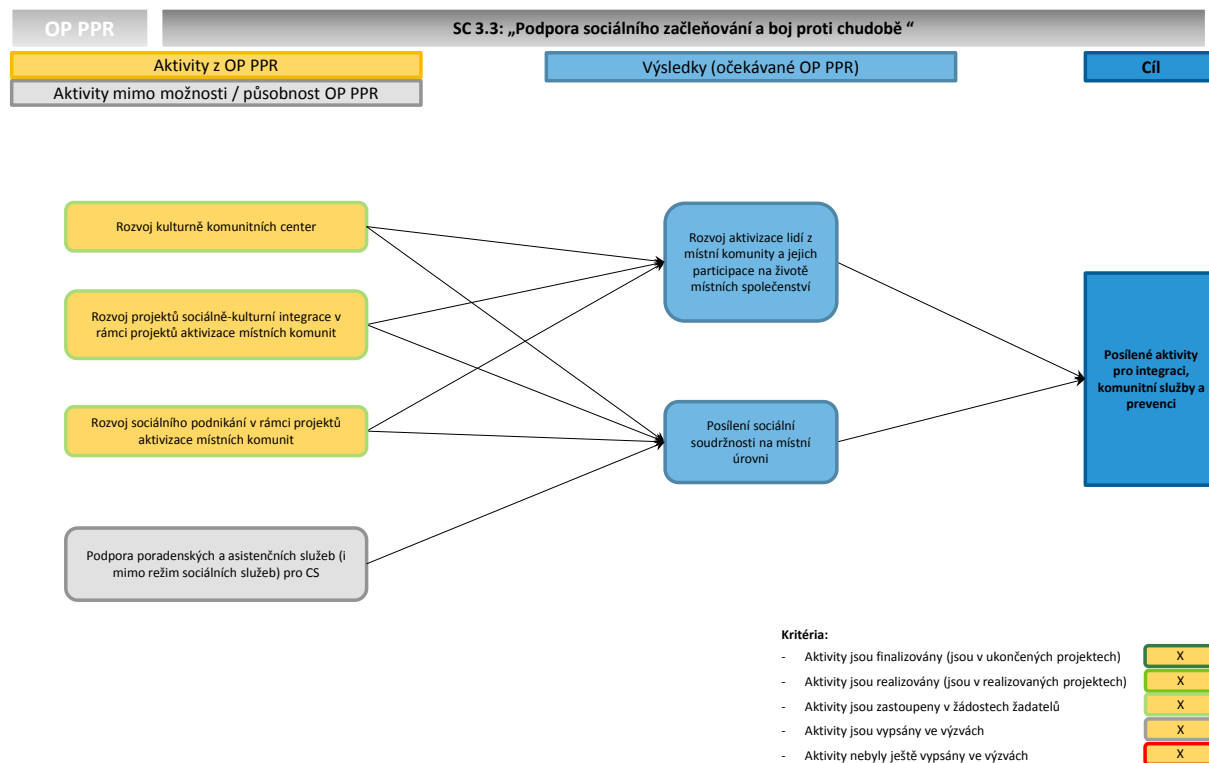 OP PPR
SC 3.3: „Podpora sociálního začleňování a boj proti chudobě “
Aktivity z OP PPR
Výsledky (očekávané OP PPR)
Cíl
Aktivity mimo možnosti / působnost OP PPR
Rozvoj kulturně komunitních center
Rozvoj projektů sociálně-kulturní integrace v
rámci projektů aktivizace místních komunit
Rozvoj sociálního podnikání v rámci projektů
aktivizace místních komunit
Podpora poradenských a asistenčních služeb (i
mimo režim sociálních služeb) pro CS
Rozvoj aktivizace lidí z
místní komunity a jejich
participace na životě
místních společenství
Posílení sociální
soudržnosti na místní
úrovni
Posílené aktivity
pro integraci,
komunitní služby a
prevenci
Kritéria:
- Aktivity jsou finalizovány (jsou v ukončených projektech) X
- Aktivity jsou realizovány (jsou v realizovaných projektech) X
- Aktivity jsou zastoupeny v žádostech žadatelů X
- Aktivity jsou vypsány ve výzvách X
- Aktivity nebyly ještě vypsány ve výzvách X